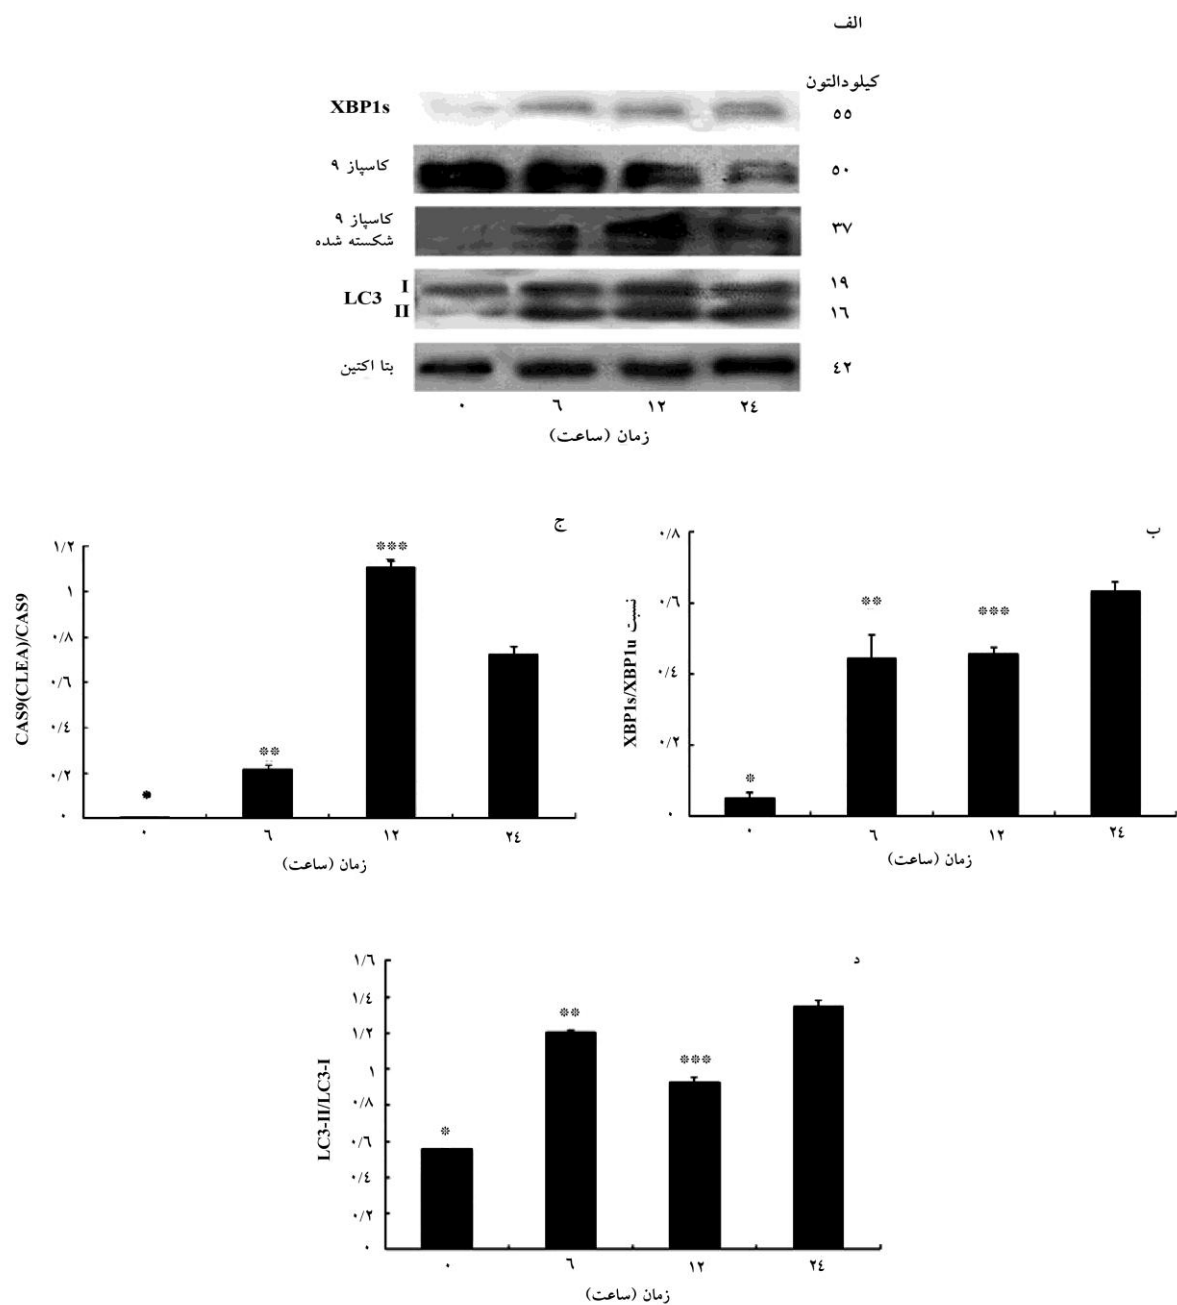 الف
کیلودالتون
XBP1s
۵۵
کاسپاز ۹
۵۰
کاسپاز ۹
شکسته شده
۳۷
LC3
I
۱۹
II
۱۶
بتا اکتین
٤۲
۰ ٦ ۱۲ ۲٤
زمان (ساعت)
ب
نسبت XBP1s/XBP1u
۰/۸
۰/٦
۰/٤
۰/۲
۰
* ** ***
۰ ٦ ۱۲ ۲٤
زمان (ساعت)
ج
CAS9(CLEA)/CAS9
۱/۲
۱
۰/۸
۰/٦
۰/٤
۰/۲
۰
* ** ***
۰ ٦ ۱۲ ۲٤
زمان (ساعت)
د
LC3-II/LC3-I
۱/٦
۱/٤
۱/۲
۱
۰/۸
۰/٦
۰/٤
۰/۲
۰
* ** ***
۰ ٦ ۱۲ ۲٤
زمان (ساعت)